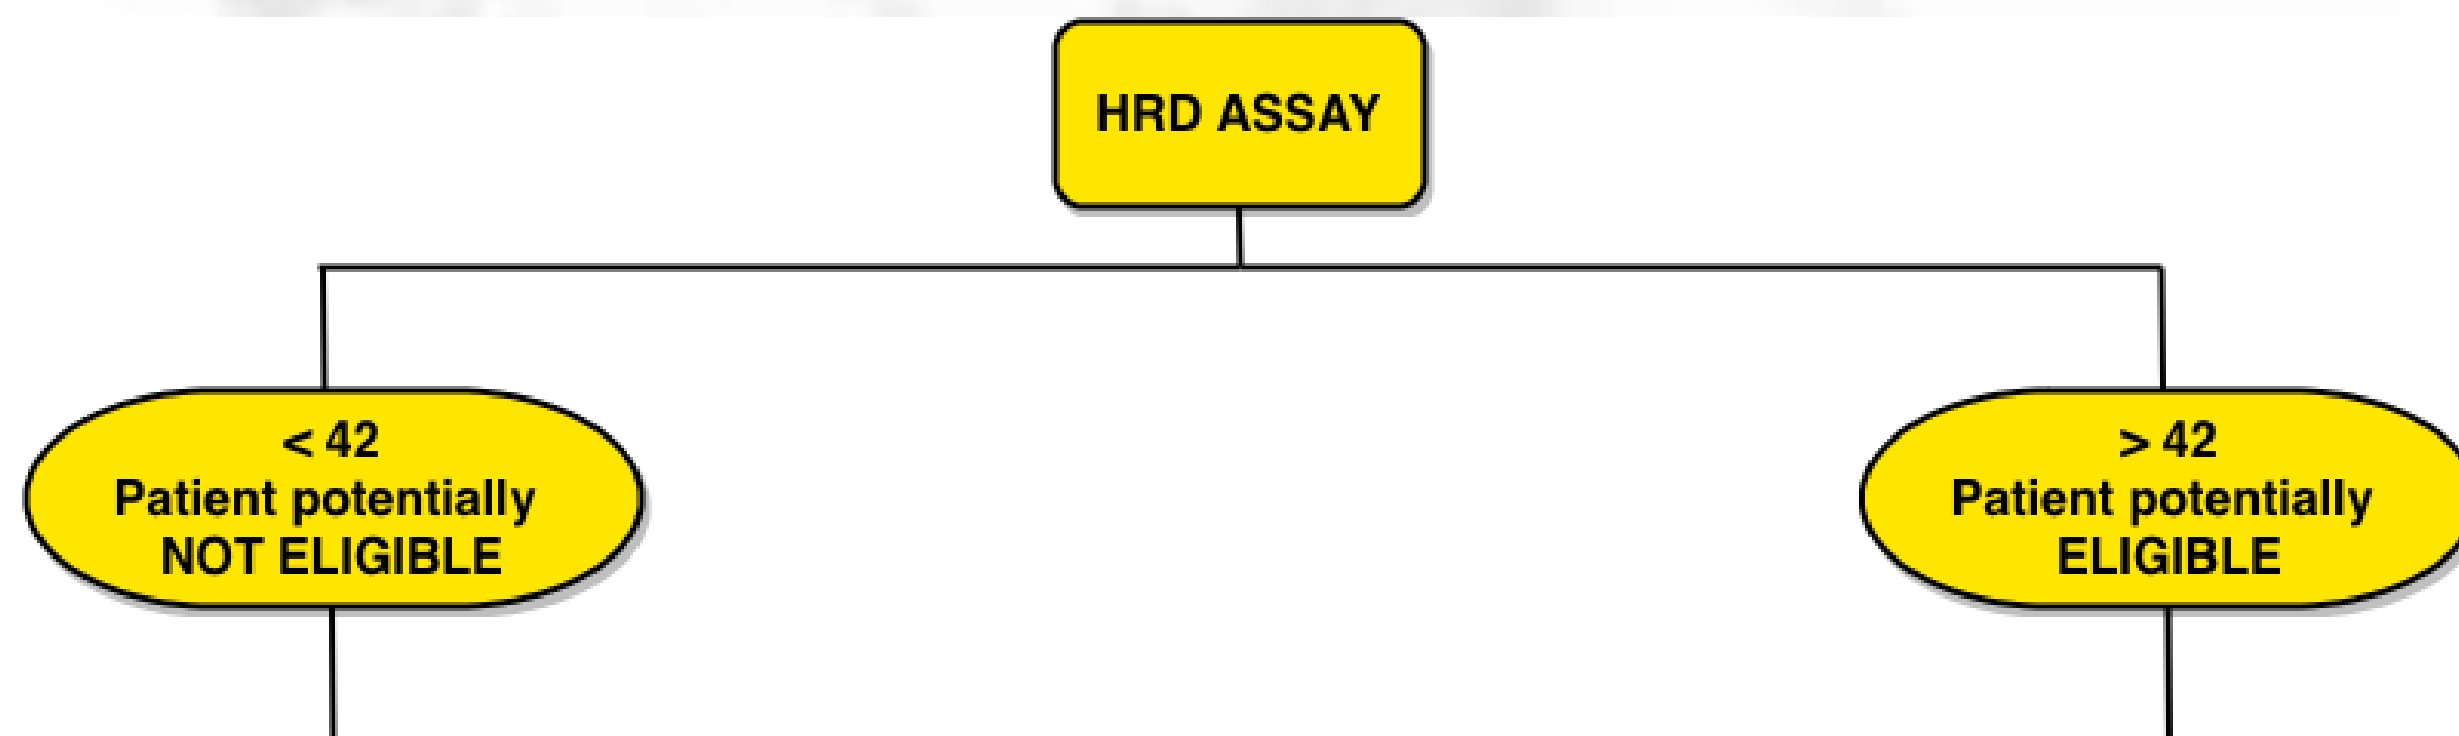 HRD ASSAY
< 42
Patient potentially
NOT ELIGIBLE
> 42
Patient potentially
ELIGIBLE